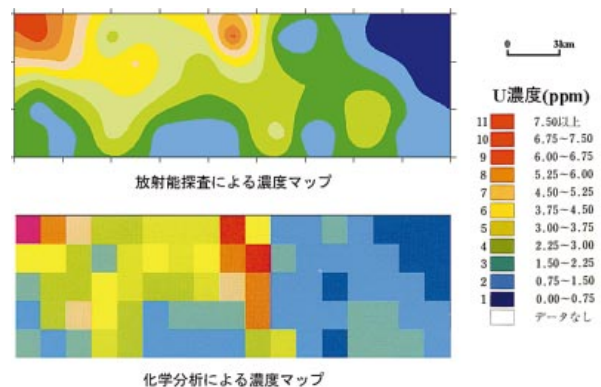 0 3km
U濃度(ppm)
11 7.50以上
10 6.75~7.50
9 6.00~6.75
8 5.25~6.00
7 4.50~5.25
6 3.75~4.50
5 3.00~3.75
4 2.25~3.00
3 1.50~2.25
2 0.75~1.50
1 0.00~0.75
データなし
放射能探査による濃度マップ
化学分析による濃度マップ